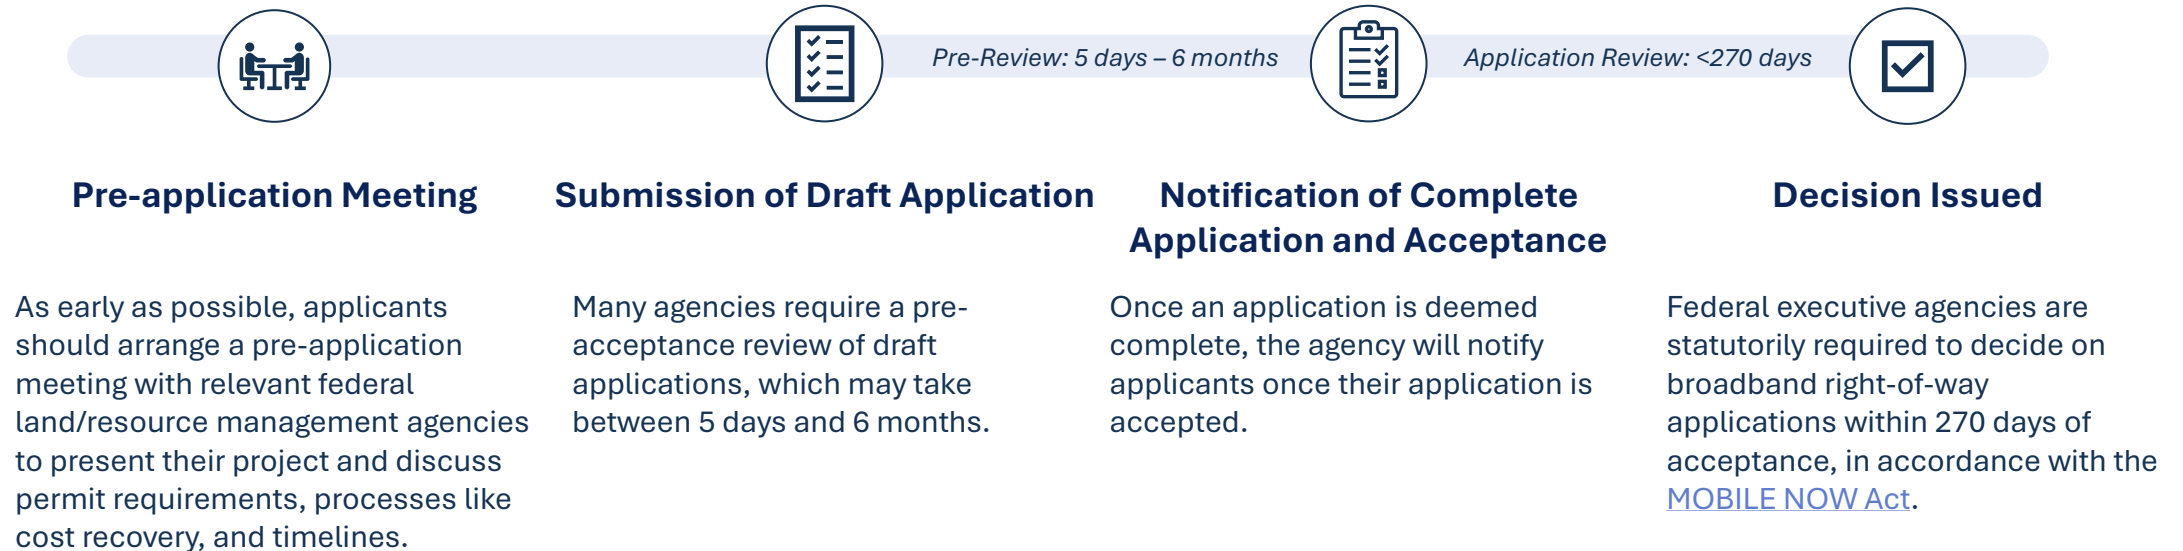 Pre-Review: 5 days – 6 months
Application Review: <270 days
Pre-application Meeting
As early as possible, applicants
should arrange a pre-application
meeting with relevant federal
land/resource management agencies
to present their project and discuss
permit requirements, processes like
cost recovery, and timelines.
Submission of Draft Application
Many agencies require a pre-
acceptance review of draft
applications, which may take
between 5 days and 6 months.
Notification of Complete
Application and Acceptance
Once an application is deemed
complete, the agency will notify
applicants once their application is
accepted.
Decision Issued
Federal executive agencies are
statutorily required to decide on
broadband right-of-way
applications within 270 days of
acceptance, in accordance with the
MOBILE NOW Act.